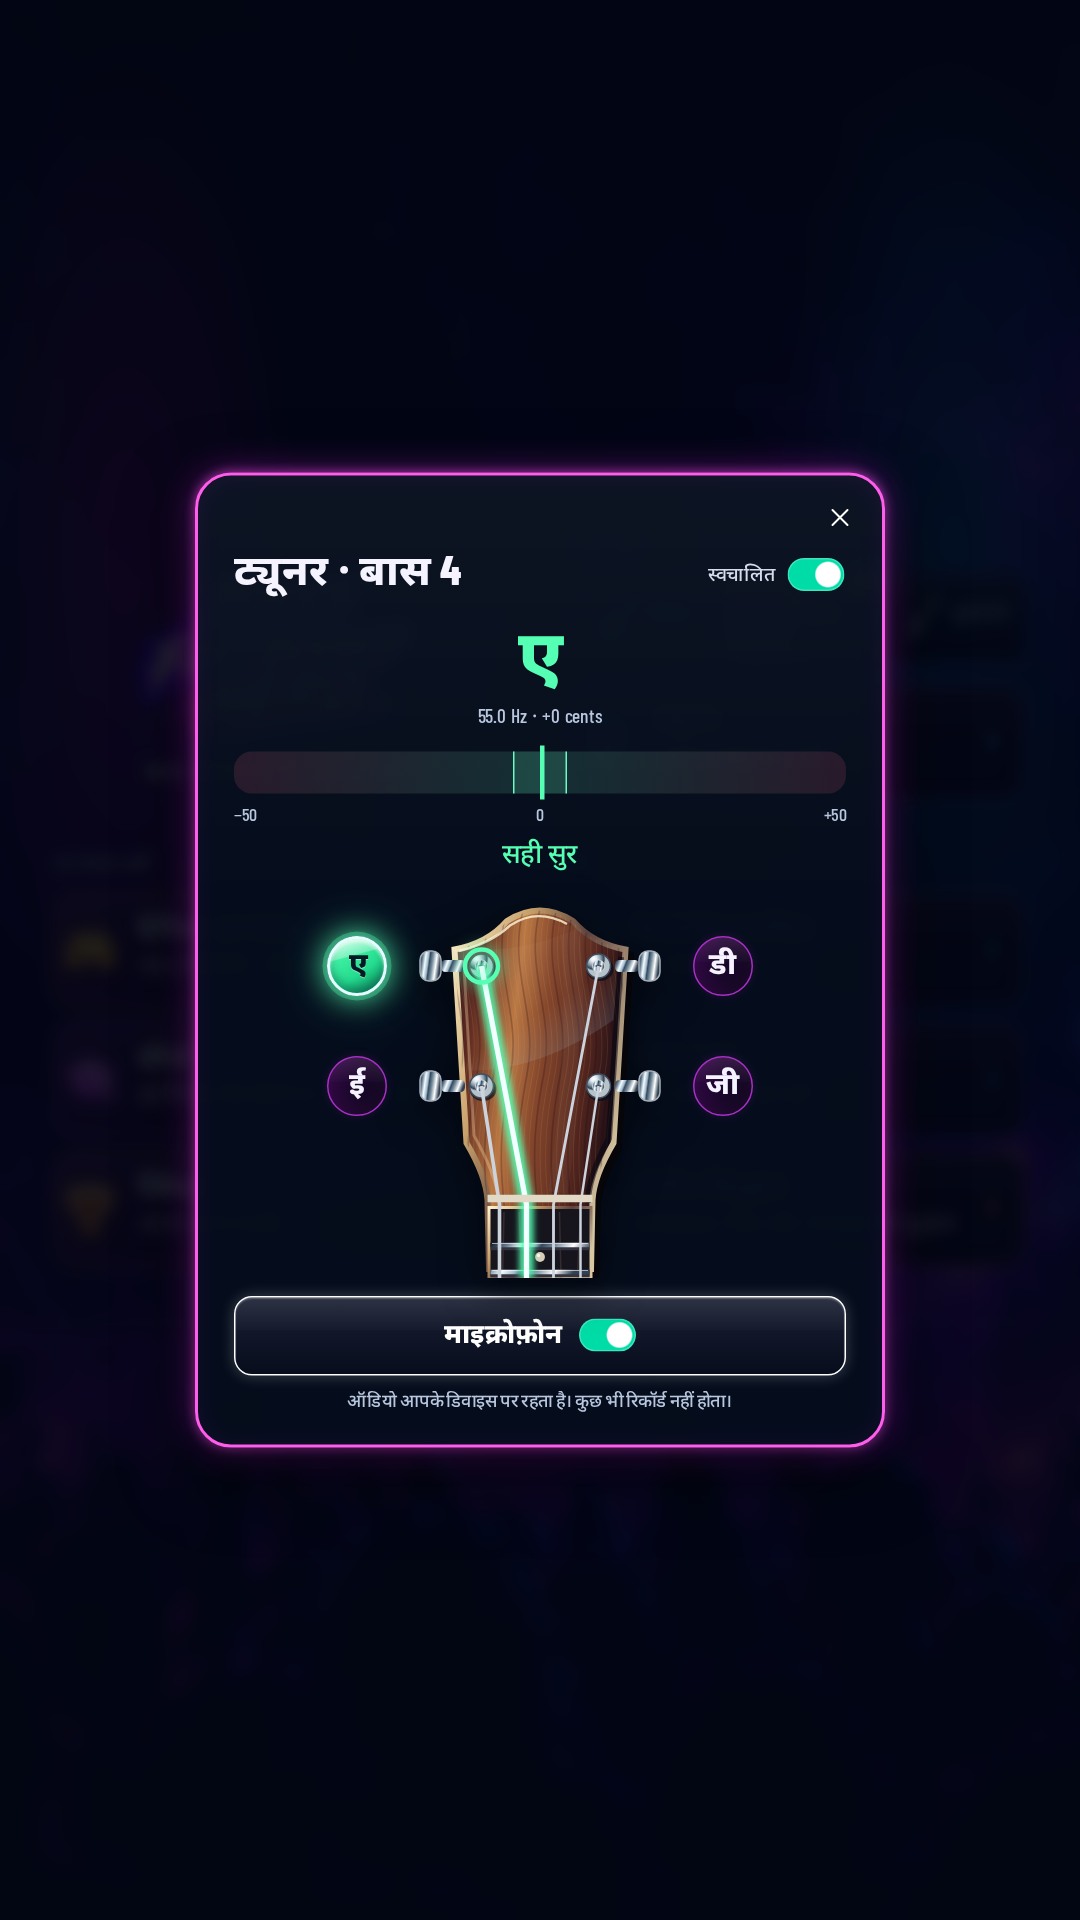 ट्यूनर · बास 4
स्वचालित
ए
55.0 Hz · +0 cents
−50 0 +50
सही सुर
ए डी
ई जी
माइक्रोफ़ोन
ऑडियो आपके डिवाइस पर रहता है। कुछ भी रिकॉर्ड नहीं होता।